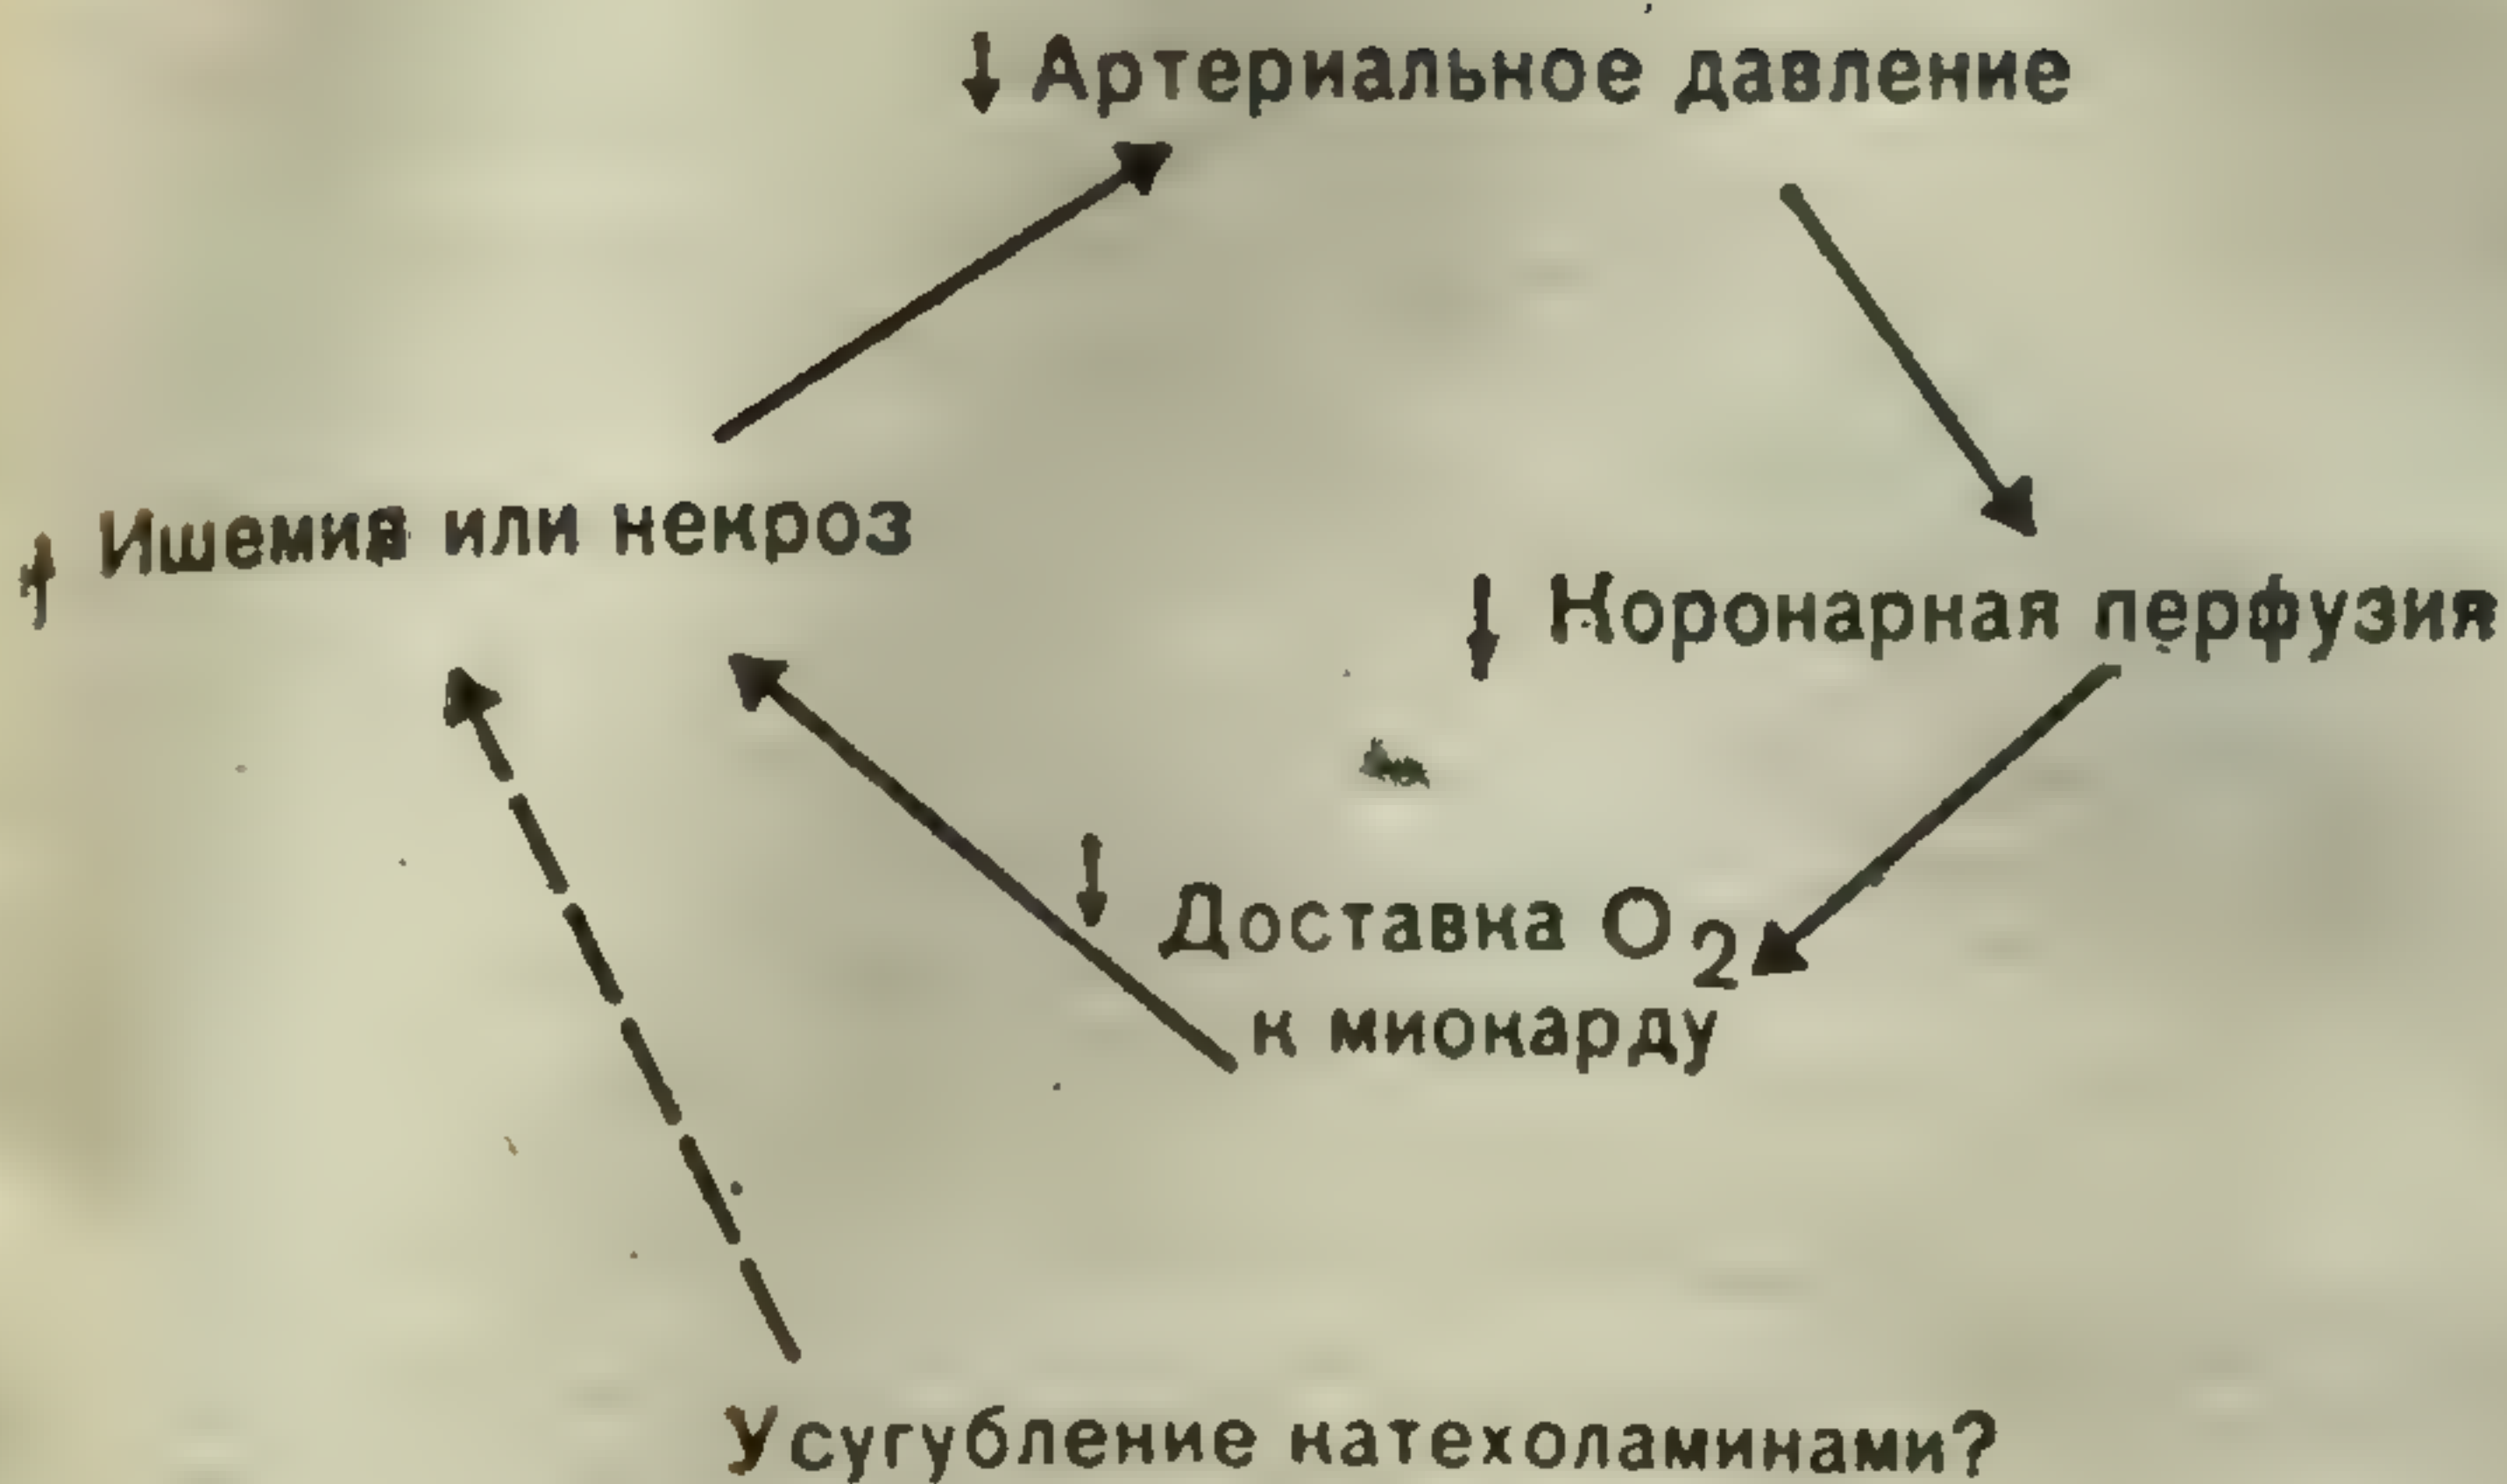 ↓ Артериальное давление
↑ Ишемия или некроз
↓ Коронарная перфузия
↓ Доставка O₂
к миокарду
Усугубление катехоламинами?